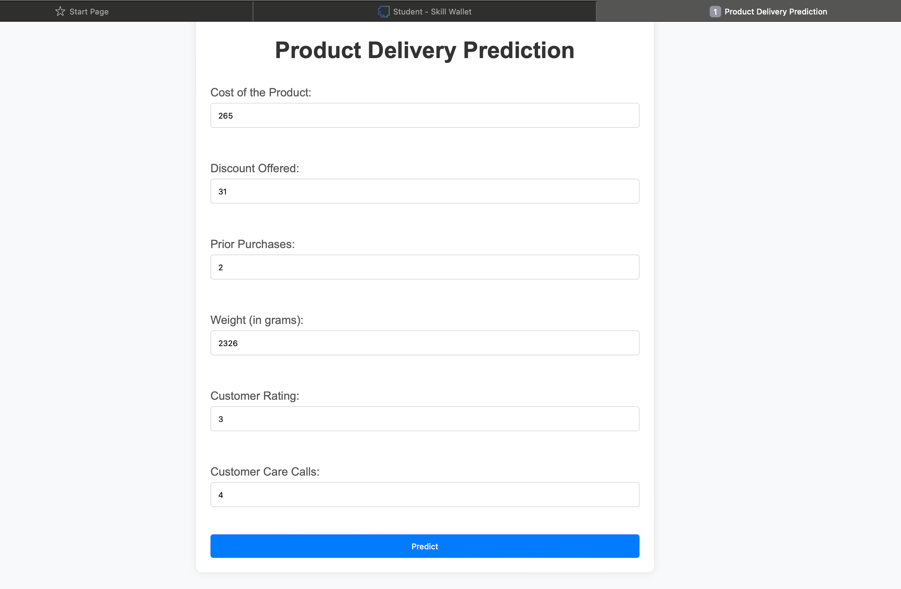 Start Page
Student - Skill Wallet
1 Product Delivery Prediction
Product Delivery Prediction
Cost of the Product:
265
Discount Offered:
31
Prior Purchases:
2
Weight (in grams):
2326
Customer Rating:
3
Customer Care Calls:
4
Predict